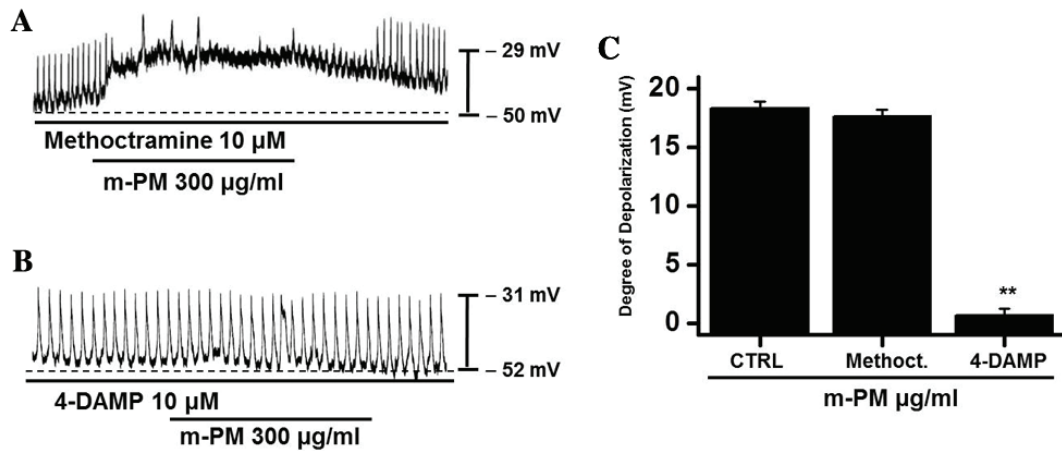 A
– 29 mV
– 50 mV
Methoctramine 10 µM
m-PM 300 µg/ml
B
– 31 mV
– 52 mV
4-DAMP 10 µM
m-PM 300 µg/ml
C
Degree of Depolarization (mV)
20
15
10
5
0
**
CTRL Methoct. 4-DAMP
m-PM µg/ml